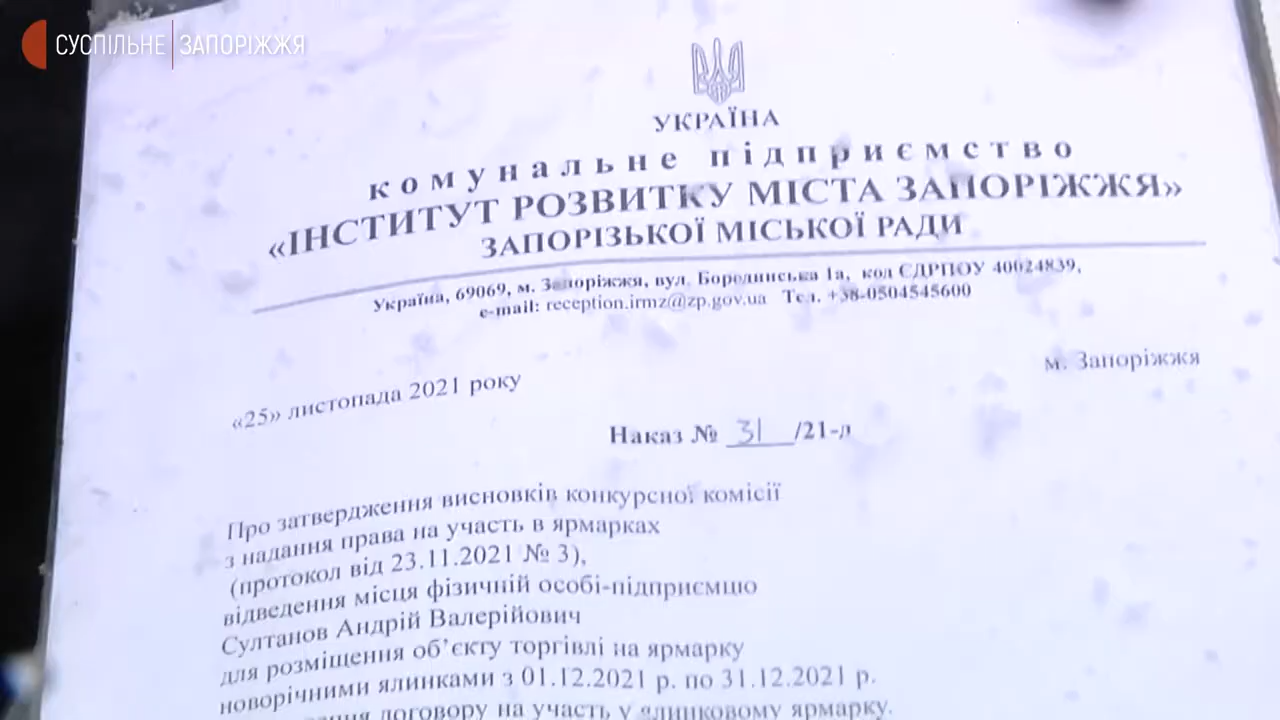 СУСПІЛЬНЕ ЗАПОРІЖЖЯ
УКРАЇНА
комунальне підприємство
«ІНСТИТУТ РОЗВИТКУ МІСТА ЗАПОРІЖЖЯ»
ЗАПОРІЗЬКОЇ МІСЬКОЇ РАДИ
Україна, 69069, м. Запоріжжя, вул. Бородинська 1а, код ЄДРПОУ 40024839,
e-mail: reception.irmz@zp.gov.ua Тел. +38-0504545600
«25» листопада 2021 року
м. Запоріжжя
Наказ № 31/21-л
Про затвердження висновків конкурсної комісії
з надання права на участь в ярмарках
(протокол від 23.11.2021 № 3),
відведення місця фізичній особі-підприємцю
Султанов Андрій Валерійович
для розміщення об’єкту торгівлі на ярмарку
новорічними ялинками з 01.12.2021 р. по 31.12.2021 р.
договору на участь у ялинковому ярмарку.